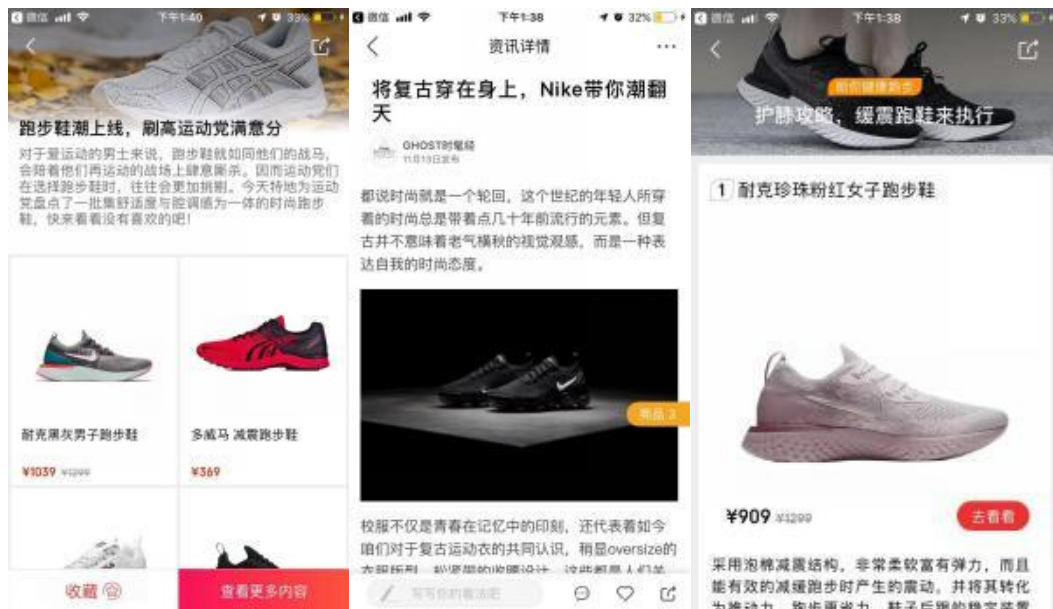 微信
下午1:40
33%
跑步鞋潮上线，刷高运动党满意分
对于爱运动的男士来说，跑步鞋就如同他们的战马，
会陪着他们再运动的战场上肆意厮杀。因而运动党们
在选择跑步鞋时，往往会更加挑剔。今天特地为运动
党盘点了一批集舒适度与腔调感为一体的时尚跑步
鞋，快来看看没有喜欢的吧！
耐克黑灰男子跑步鞋
¥1039 ¥1299
多威马 减震跑步鞋
¥369
收藏
查看更多内容
微信
下午1:38
32%
资讯详情
将复古穿在身上，Nike带你潮翻
天
GHOST时髦经
11月13日发布
都说时尚就是一个轮回，这个世纪的年轻人所穿
着的时尚总是带着点几十年前流行的元素。但复
古并不意味着老气横秋的视觉观感，而是一种表
达自我的时尚态度。
商品 3
校服不仅是青春在记忆中的印刻，还代表着如今
咱们对于复古运动衣的共同认识，稍显oversize的
写写你的看法吧
微信
下午1:38
33%
助你健康跑步
护脉攻略，缓震跑鞋来执行
1 耐克珍珠粉红女子跑步鞋
¥909 ¥1299
去看看
采用泡棉减震结构，非常柔软富有弹力，而且
能有效的减缓跑步时产生的震动，并将其转化